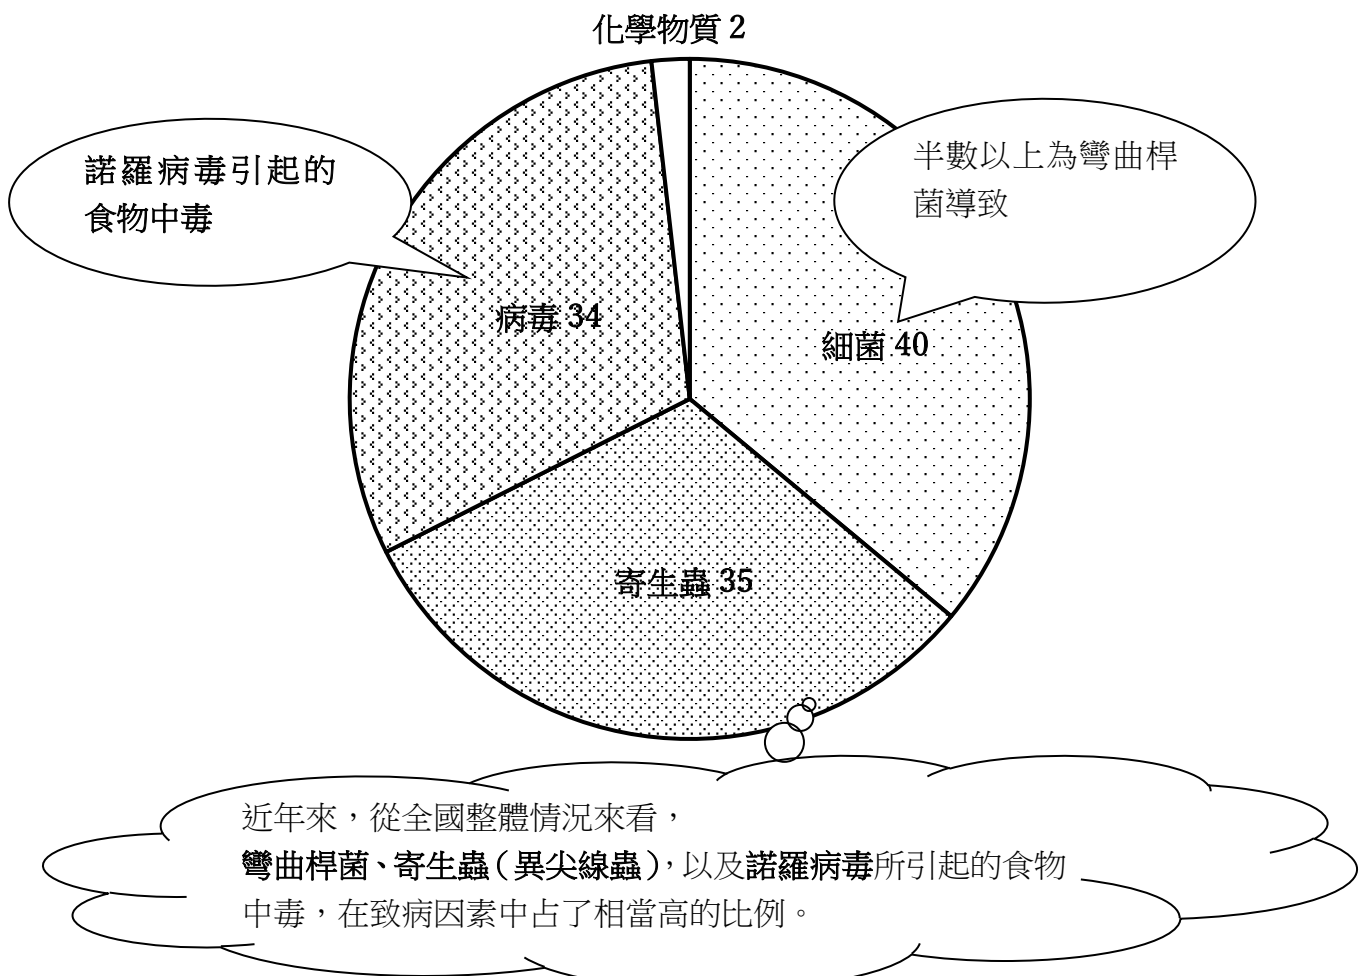 化學物質 2
諾羅病毒引起的
食物中毒
半數以上為彎曲桿
菌導致
病毒 34
細菌 40
寄生蟲 35
近年來，從全國整體情況來看，
彎曲桿菌、寄生蟲（異尖線蟲），以及諾羅病毒所引起的食物
中毒，在致病因素中占了相當高的比例。